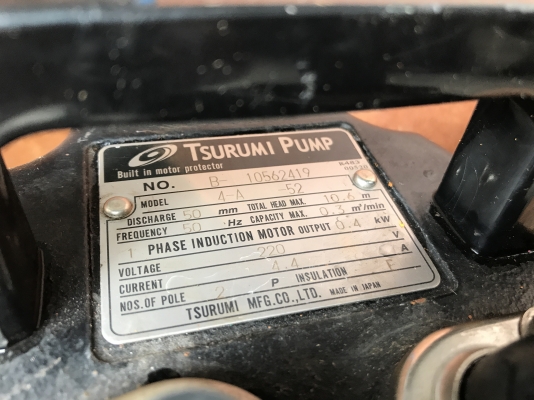 TSURUMI PUMP
Built in motor protector
NO. B- 10562419
MODEL 4-A -52
DISCHARGE 50 mm TOTAL HEAD MAX. 10.6 m
FREQUENCY 50 Hz CAPACITY MAX. 0.3 m³/min
1 PHASE INDUCTION MOTOR OUTPUT 0.4 kW
VOLTAGE 220 V
CURRENT 4.4 A
NOS. OF POLE 2 P INSULATION F
TSURUMI MFG.CO.,LTD. MADE IN JAPAN